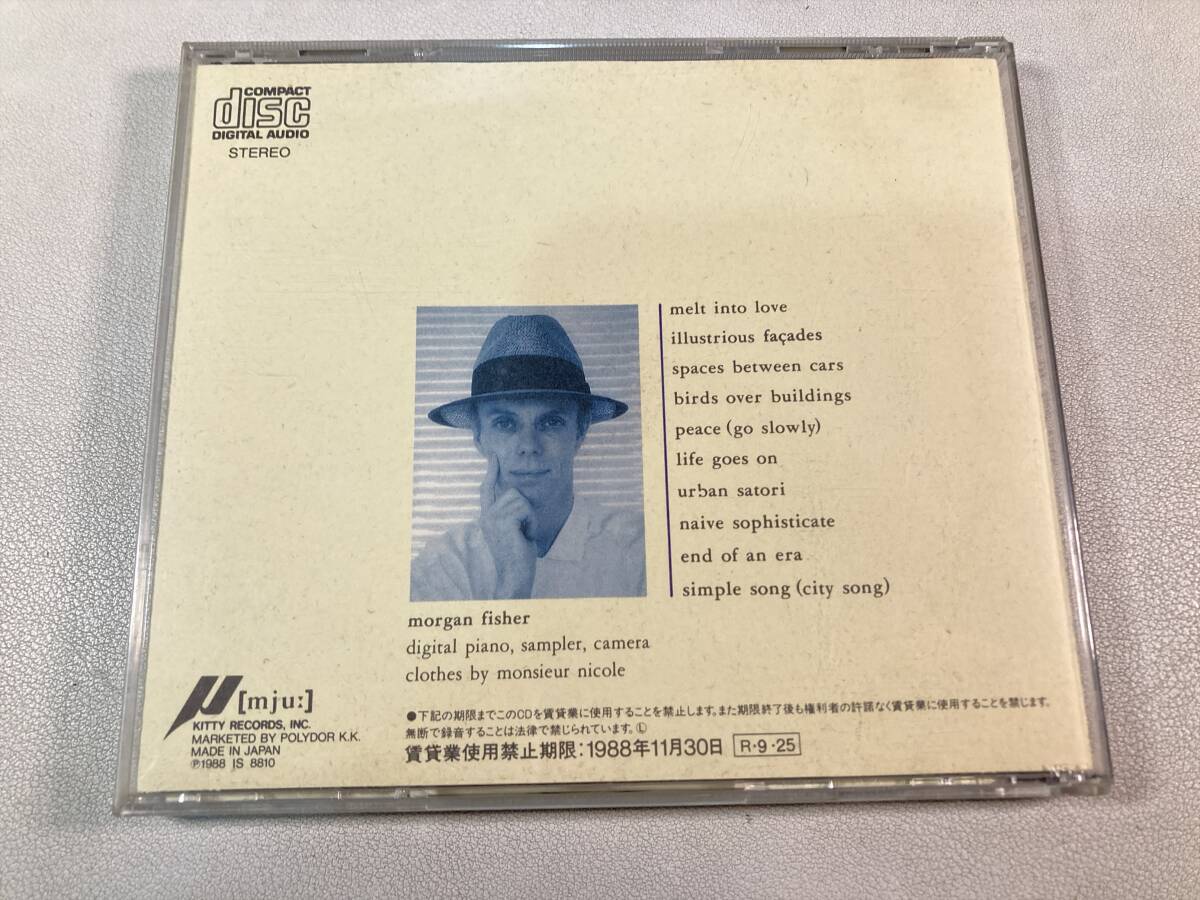 COMPACT
disc
DIGITAL AUDIO
STEREO
melt into love
illustrious façades
spaces between cars
birds over buildings
peace (go slowly)
life goes on
urban satori
naive sophisticate
end of an era
simple song (city song)
morgan fisher
digital piano, sampler, camera
clothes by monsieur nicole
μ [mju:]
KITTY RECORDS, INC.
MARKETED BY POLYDOR K.K.
MADE IN JAPAN
℗1988 IS 8810
●下記の期限までこのCDを賃貸業に使用することを禁止します。また期限終了後も権利者の許諾なく賃貸業に使用することを禁じます。
無断で録音することは法律で禁じられています。Ⓛ
賃貸業使用禁止期限:1988年11月30日 R・9・25